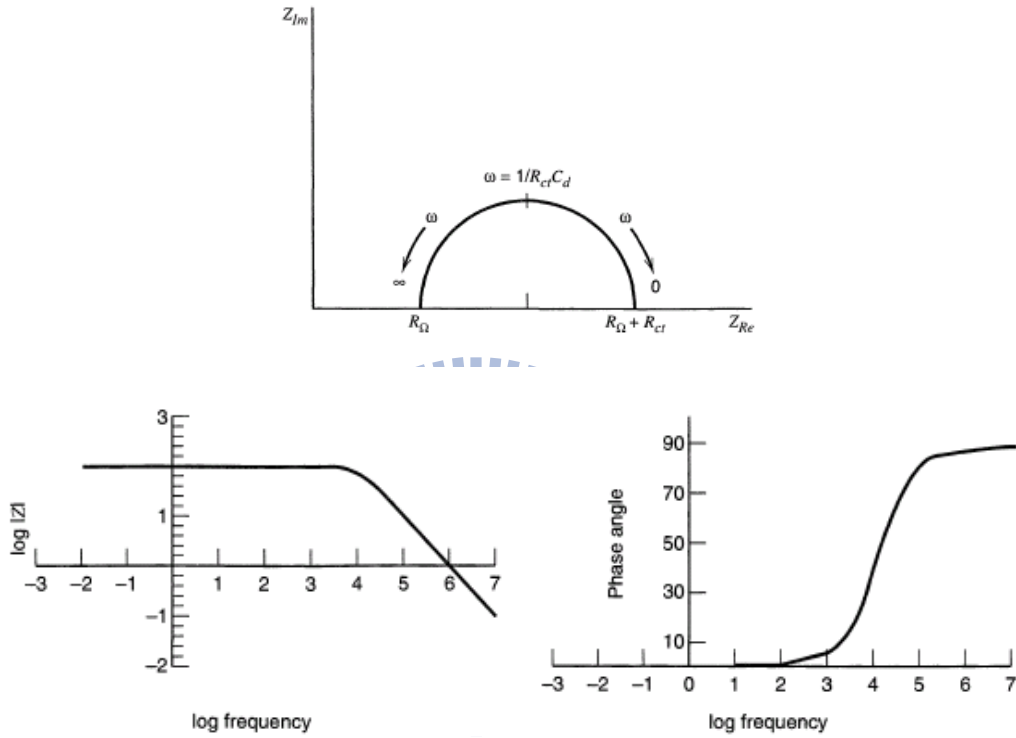 Z_Im
ω = 1/R_ctC_d
ω
ω
∞
0
R_Ω
R_Ω + R_ct
Z_Re
3
1
-1
-2
log |Z|
-3 -2 -1 1 2 3 4 5 6 7
log frequency
90
70
50
30
10
Phase angle
-3 -2 -1 0 1 2 3 4 5 6 7
log frequency